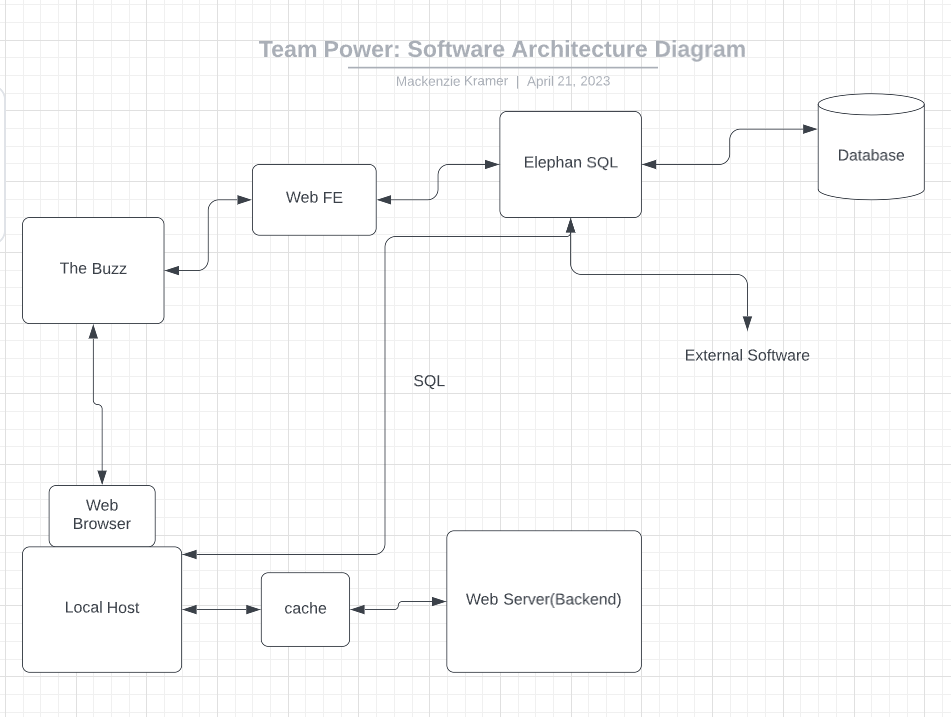 Team Power: Software Architecture Diagram
Mackenzie Kramer | April 21, 2023
Elephan SQL
Database
Web FE
The Buzz
External Software
SQL
Web
Browser
Local Host
cache
Web Server(Backend)